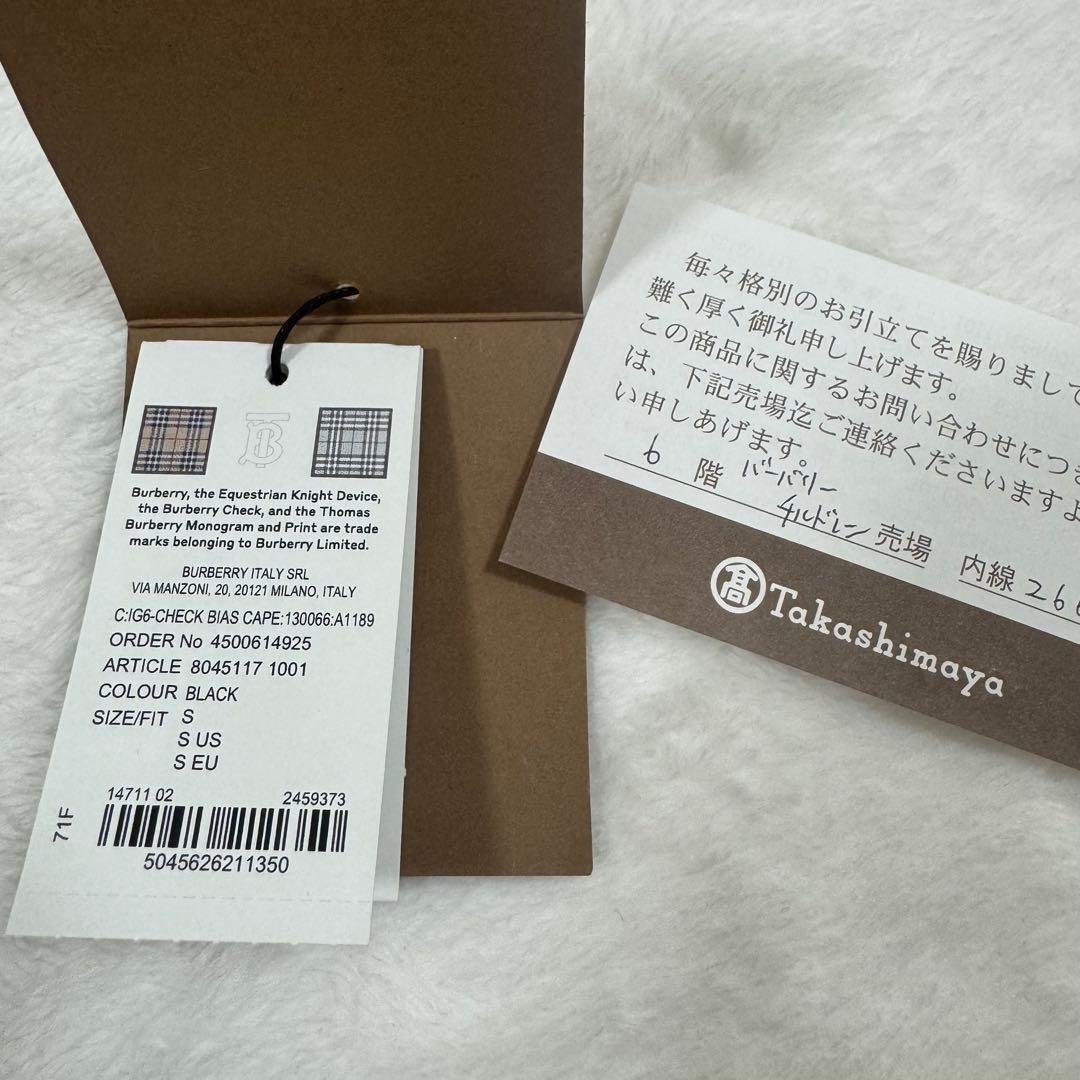 Burberry, the Equestrian Knight Device,
the Burberry Check, and the Thomas
Burberry Monogram and Print are trade
marks belonging to Burberry Limited.
BURBERRY ITALY SRL
VIA MANZONI, 20, 20121 MILANO, ITALY
C:IG6-CHECK BIAS CAPE:130066:A1189
ORDER No 4500614925
ARTICLE 8045117 1001
COLOUR BLACK
SIZE/FIT S
S US
S EU
14711 02 2459373
71F
5045626211350
毎々格別のお引立てを賜りまして
難く厚く御礼申し上げます。
この商品に関するお問い合わせにつき
は、下記売場迄ご連絡くださいますよ
い申しあげます。
6 階 バーバリー
チルドレン 売場 内線 266
髙 Takashimaya